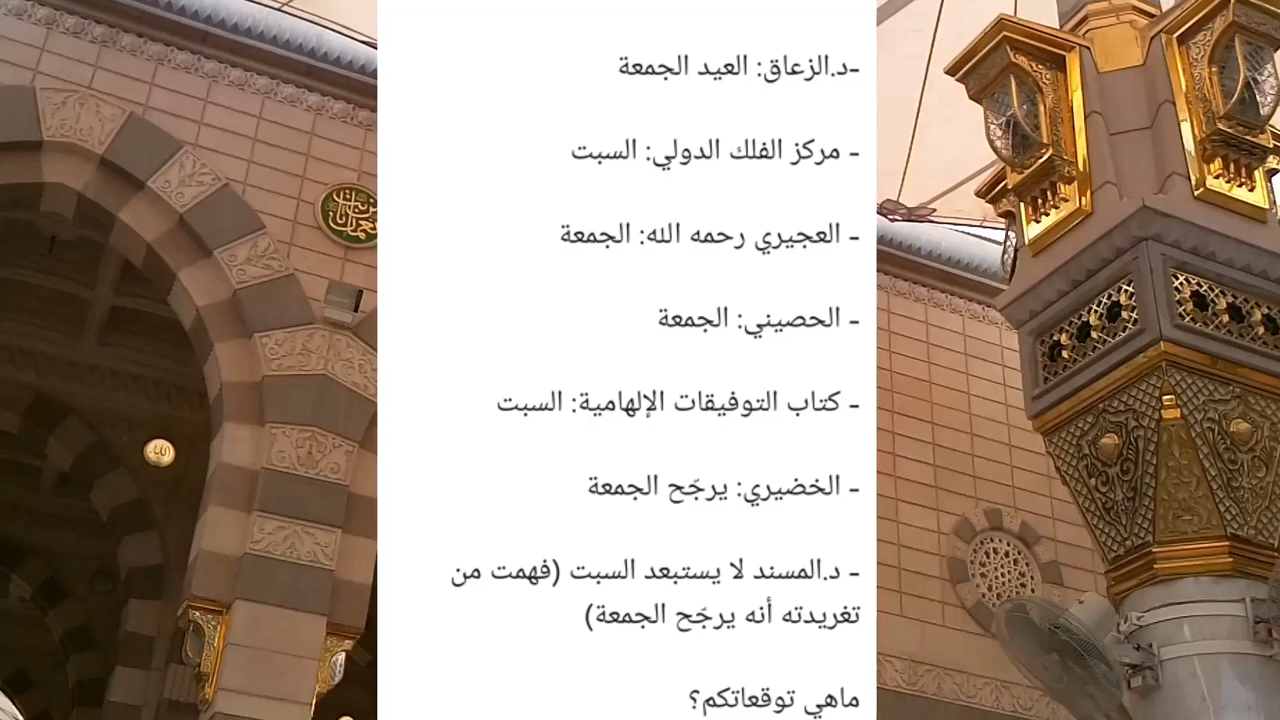 -د.الزعاق: العيد الجمعة
- مركز الفلك الدولي: السبت
- العجيري رحمه الله: الجمعة
- الحصيني: الجمعة
- كتاب التوفيقات الإلهامية: السبت
- الخضيري: يرجّح الجمعة
- د.المسند لا يستبعد السبت (فهمت من
تغريدته أنه يرجّح الجمعة)
ماهي توقعاتكم؟
الله